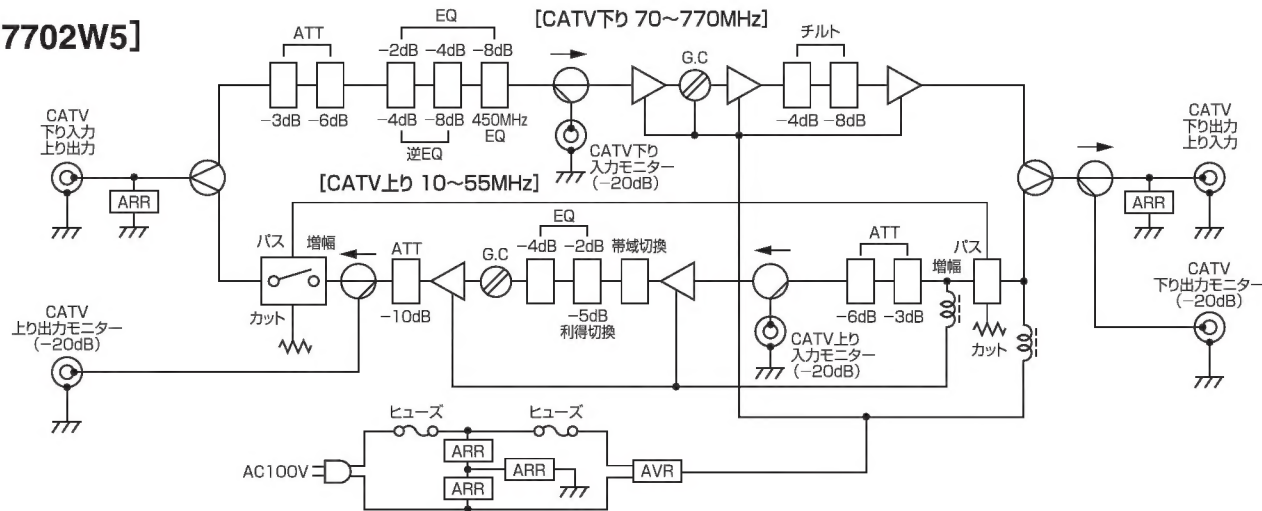 7702W5]
[CATV下り 70～770MHz]
ATT
EQ
チルト
−2dB −4dB −8dB
G.C
−3dB −6dB
−4dB −8dB 450MHz
EQ
逆EQ
−4dB −8dB
CATV
下り入力
上り出力
ARR
CATV下り
入力モニター
(−20dB)
CATV
下り出力
上り入力
ARR
[CATV上り 10～55MHz]
パス 増幅
カット
ATT
−10dB
G.C
EQ
−4dB −2dB
帯域切換
−5dB
利得切換
ATT
−6dB −3dB
増幅
パス
カット
CATV上り
入力モニター
(−20dB)
CATV
上り出力モニター
(−20dB)
CATV
下り出力モニター
(−20dB)
ヒューズ
ヒューズ
AC100V
ARR
ARR
ARR
AVR